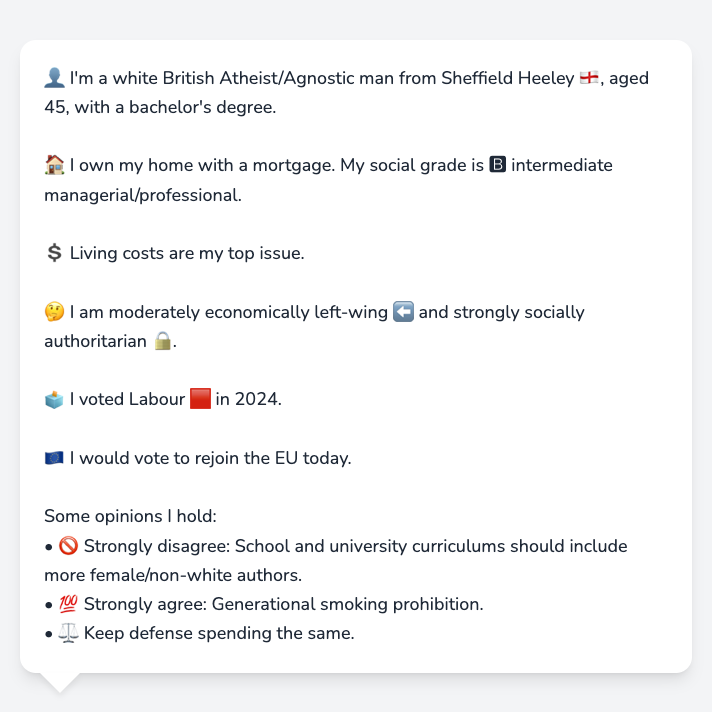 👤 I'm a white British Atheist/Agnostic man from Sheffield Heeley 🏴󠁧󠁢󠁥󠁮󠁧󠁿, aged
45, with a bachelor's degree.
🏠 I own my home with a mortgage. My social grade is 🅱 intermediate
managerial/professional.
💲 Living costs are my top issue.
🤔 I am moderately economically left-wing ⬅️ and strongly socially
authoritarian 🔒.
🗳️ I voted Labour 🟥 in 2024.
🇪🇺 I would vote to rejoin the EU today.
Some opinions I hold:
• 🚫 Strongly disagree: School and university curriculums should include
more female/non-white authors.
• 💯 Strongly agree: Generational smoking prohibition.
• ⚖️ Keep defense spending the same.